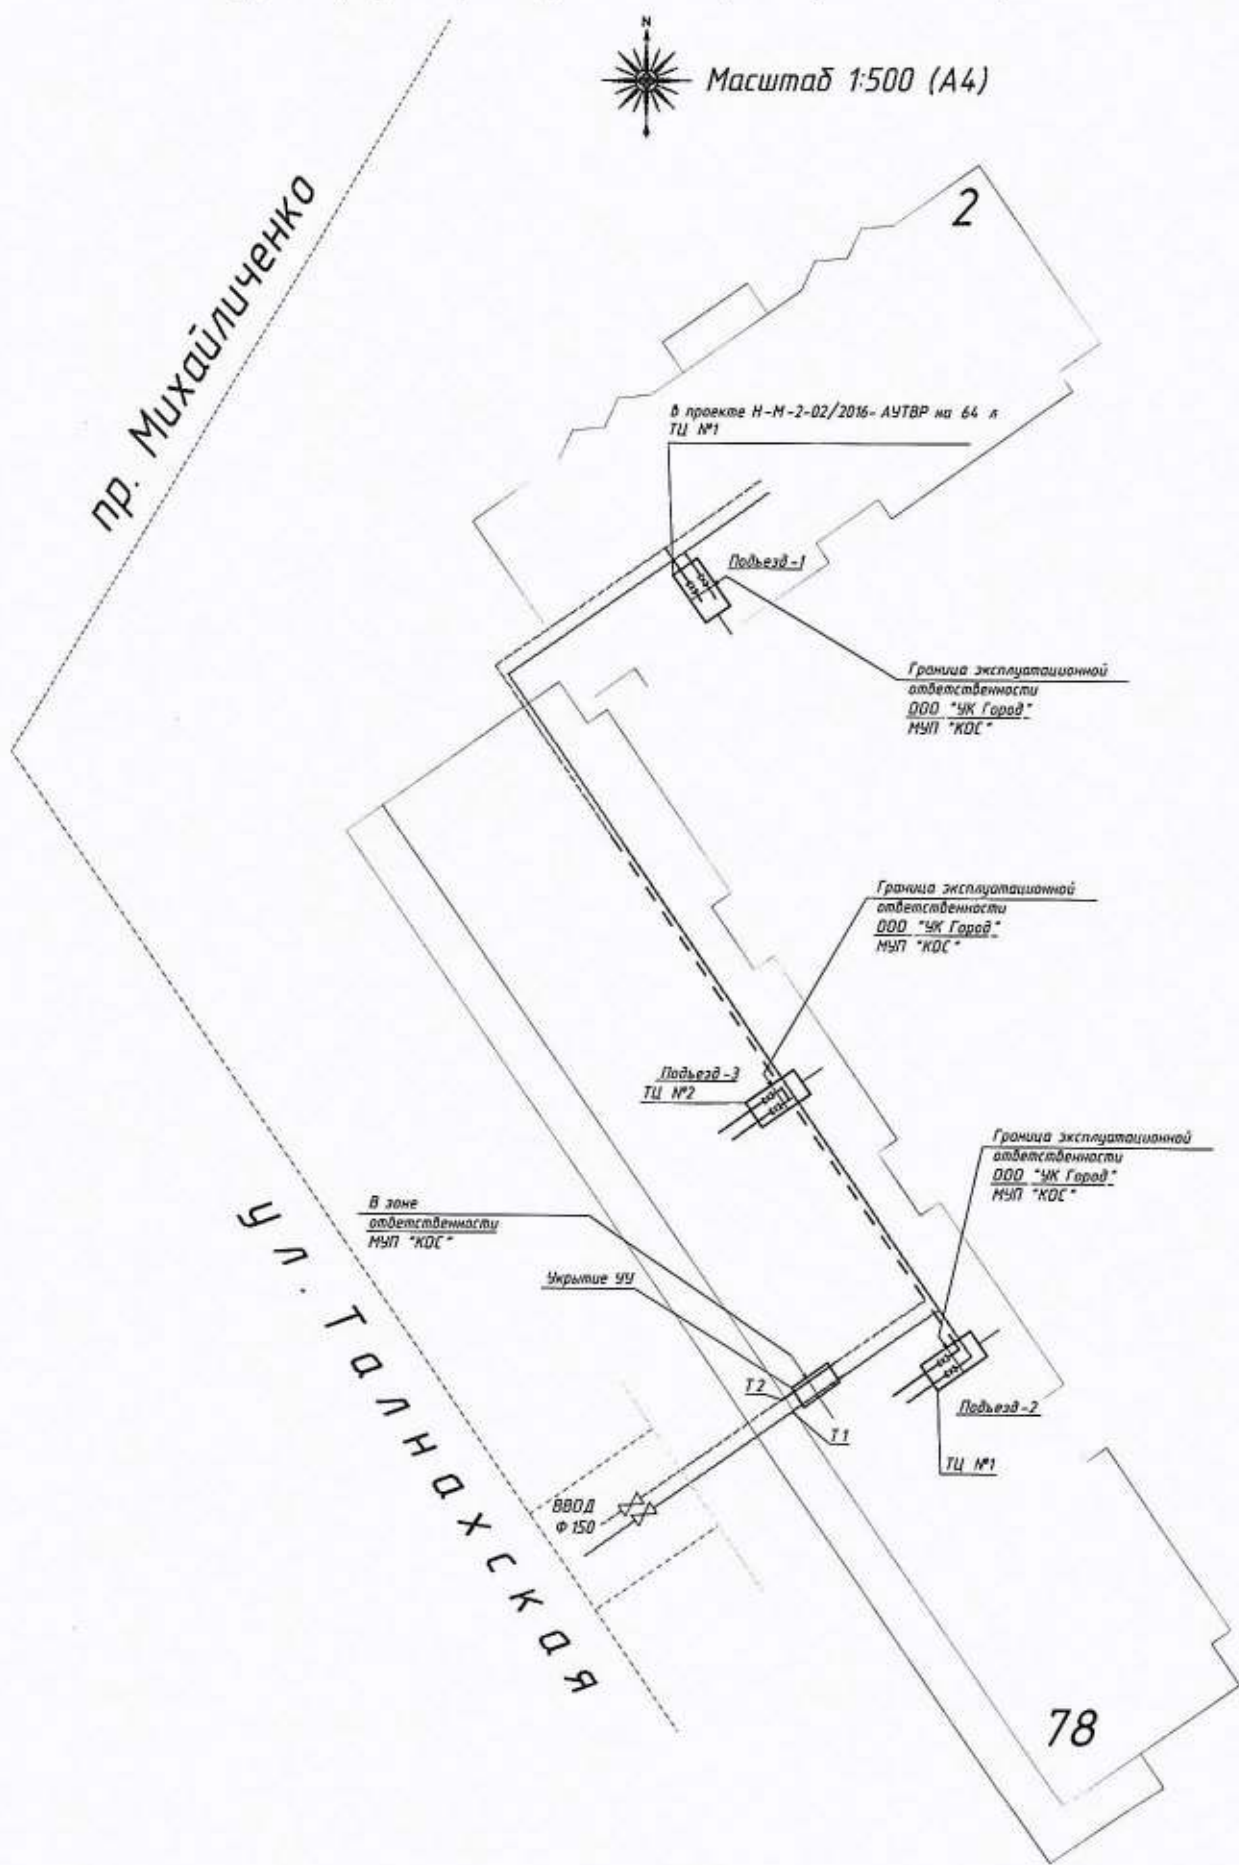 N
Масштаб 1:500 (А4)
2
пр. Михайличенко
в проекте Н-М-2-02/2016- АУТВР на 64 л
ТЦ №1
Подъезд -1
Граница эксплуатационной
ответственности
ООО "УК Город"
МУП "КОС"
Граница эксплуатационной
ответственности
ООО "УК Город"
МУП "КОС"
Подъезд -3
ТЦ №2
Граница эксплуатационной
ответственности
ООО "УК Город"
МУП "КОС"
В зоне
ответственности
МУП "КОС"
Укрытие УУ
ул. Талнахская
Т2
Т1
Подъезд -2
ТЦ №1
ВВОД
Ф 150
78